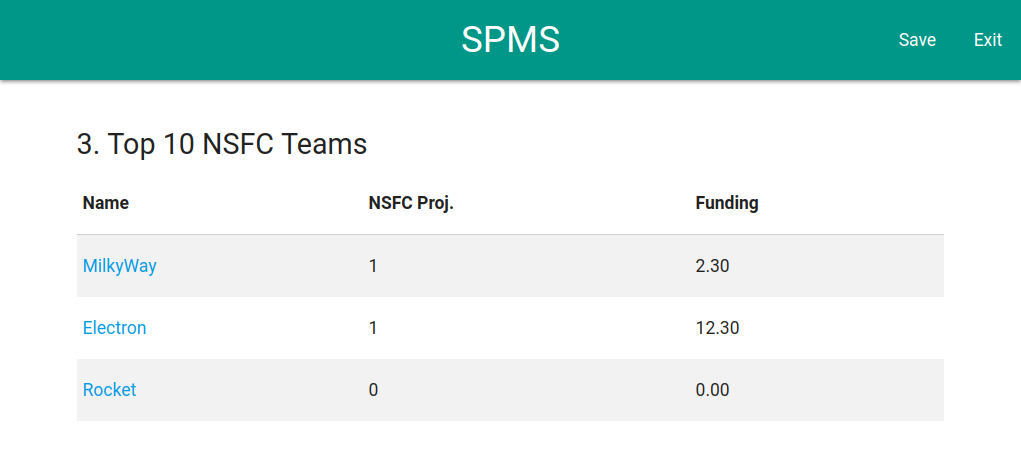 SPMS Save Exit
3. Top 10 NSFC Teams
Name NSFC Proj. Funding
MilkyWay 1 2.30
Electron 1 12.30
Rocket 0 0.00